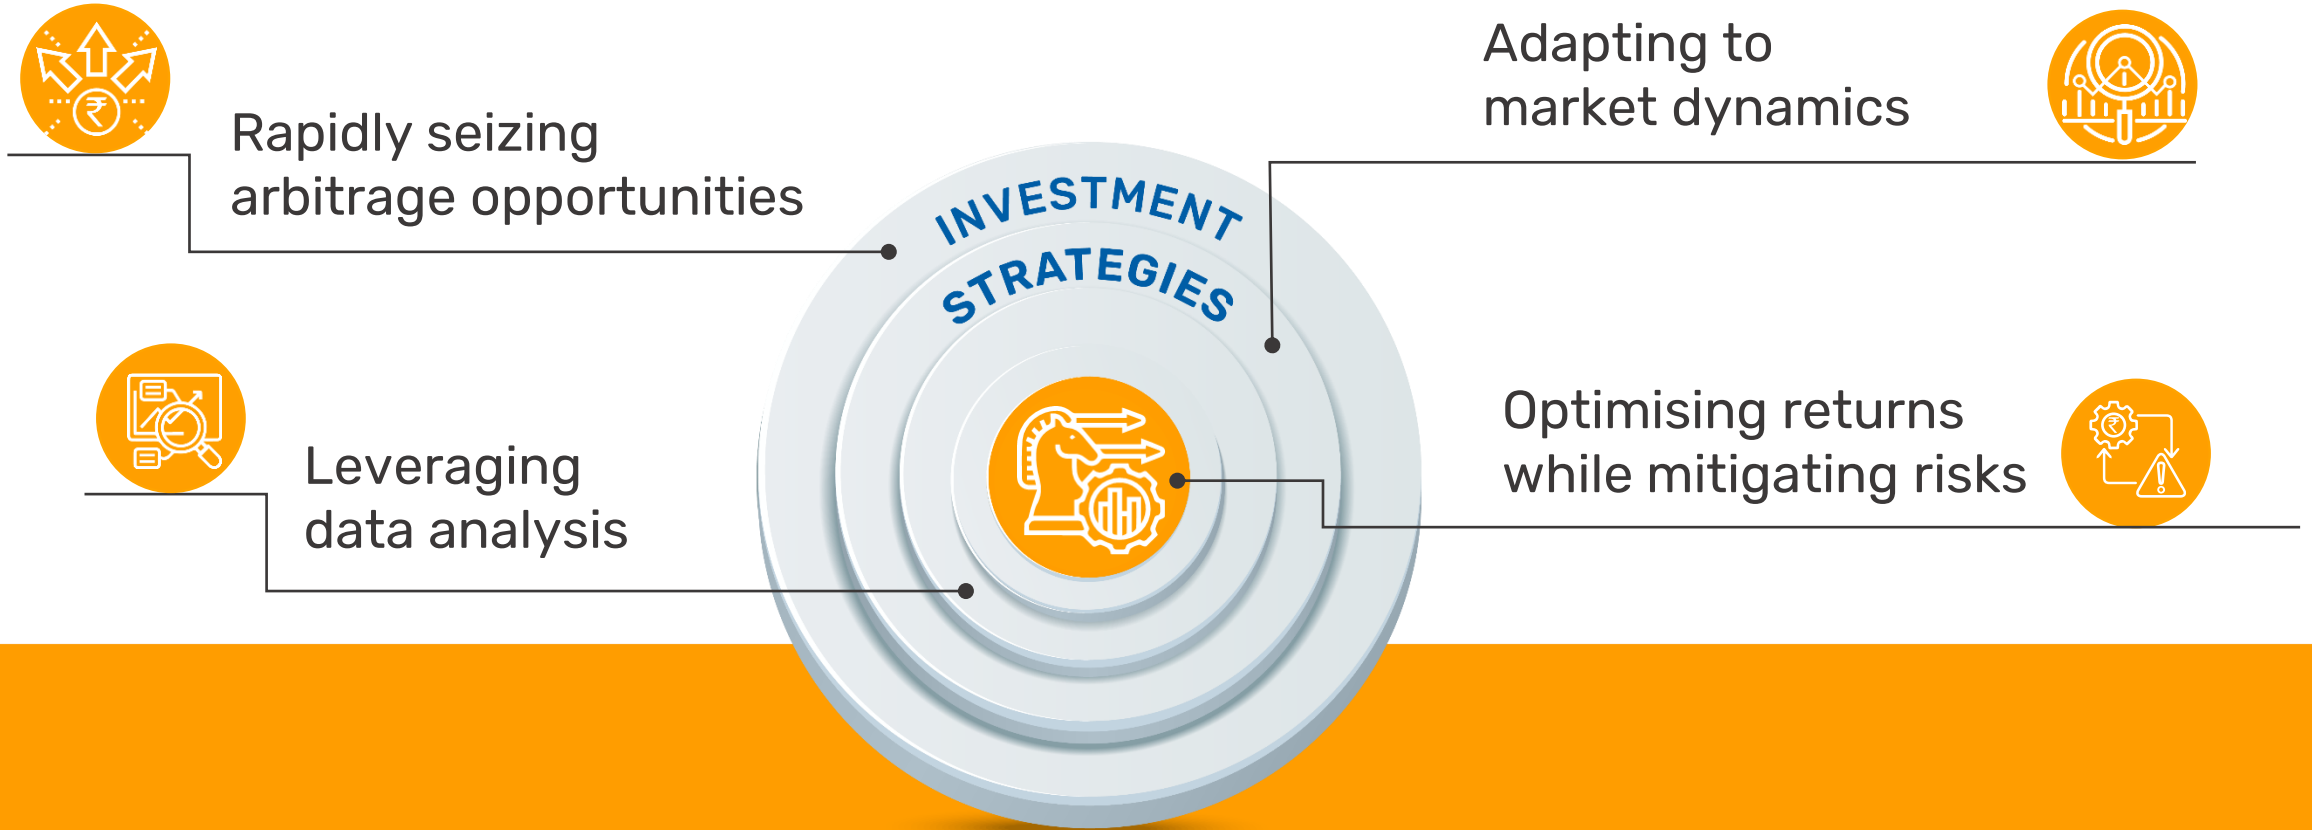 Rapidly seizing
arbitrage opportunities
Adapting to
market dynamics
INVESTMENT
STRATEGIES
Leveraging
data analysis
Optimising returns
while mitigating risks
₹
₹